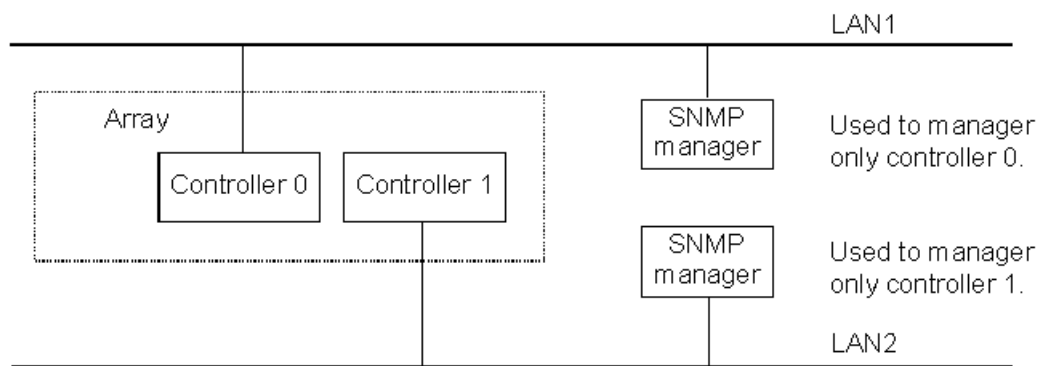 LAN1
Array
Controller 0
Controller 1
SNMP
manager
Used to manager
only controller 0.
SNMP
manager
Used to manager
only controller 1.
LAN2